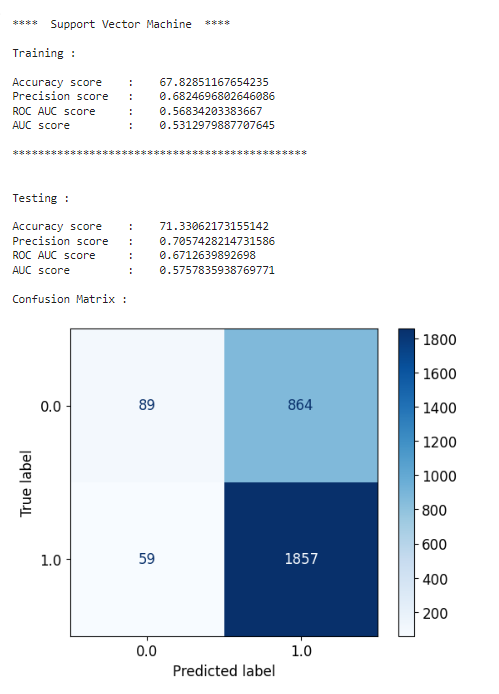 **** Support Vector Machine ****
Training :
Accuracy score : 67.82851167654235
Precision score : 0.6824696802646086
ROC AUC score : 0.56834203383667
AUC score : 0.5312979887707645
************************************************
Testing :
Accuracy score : 71.33062173155142
Precision score : 0.7057428214731586
ROC AUC score : 0.6712639892698
AUC score : 0.5757835938769771
Confusion Matrix :
1800
1600
0.0 89 864
1400
1200
True label
1000
800
1.0 59 1857
600
400
200
0.0 1.0
Predicted label